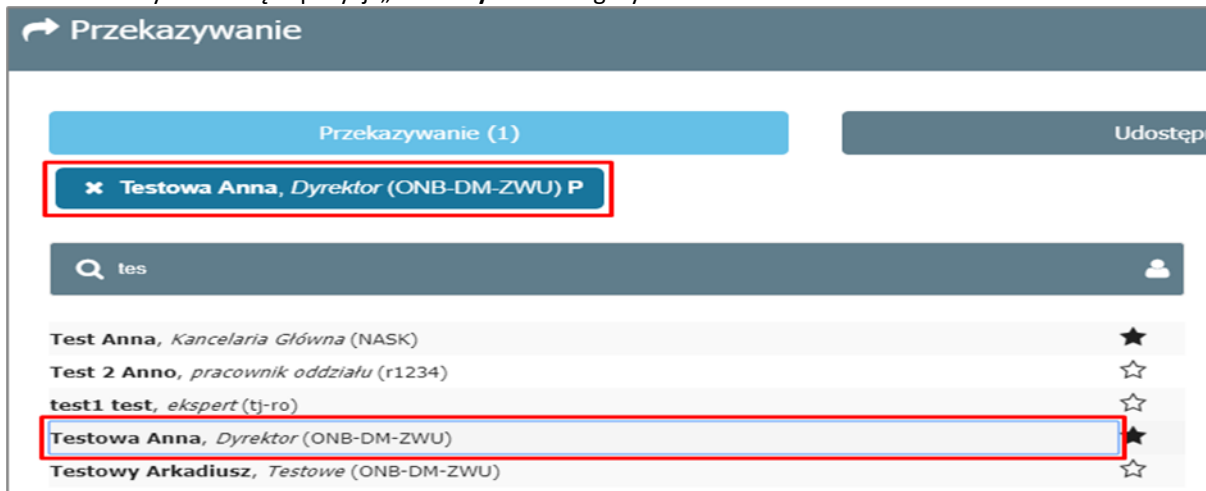 Przekazywanie
Przekazywanie (1)
Udostępn
✖ Testowa Anna, Dyrektor (ONB-DM-ZWU) P
tes
Test Anna, Kancelaria Główna (NASK)
Test 2 Anno, pracownik oddziału (r1234)
test1 test, ekspert (tj-ro)
Testowa Anna, Dyrektor (ONB-DM-ZWU)
Testowy Arkadiusz, Testowe (ONB-DM-ZWU)